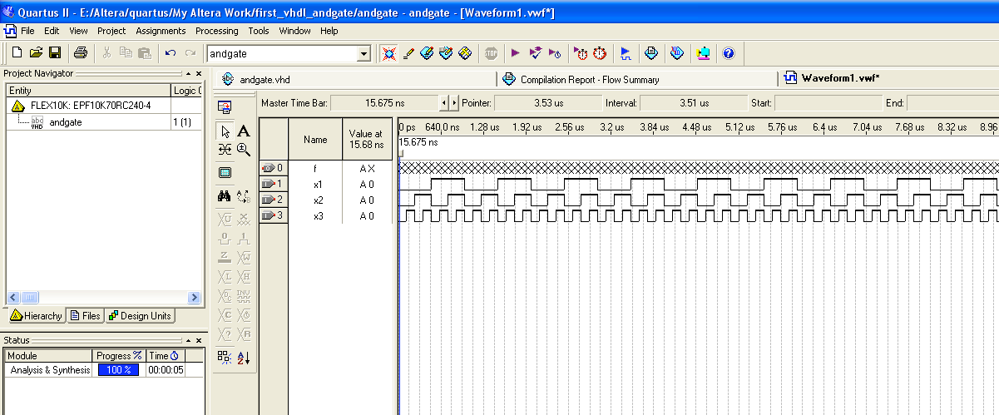 Quartus II - E:/Altera/quartus/My Altera Work/first_vhdl_andgate/andgate - andgate - [Waveform1.vwf*]
File Edit View Project Assignments Processing Tools Window Help
andgate
Project Navigator
Entity Logic C
FLEX10K: EPF10K70RC240-4
abc VHD andgate 1 (1)
Hierarchy Files Design Units
Status
Module Progress % Time
Analysis & Synthesis 100 % 00:00:05
andgate.vhd Compilation Report - Flow Summary Waveform1.vwf*
Master Time Bar: 15.675 ns Pointer: 3.53 us Interval: 3.51 us Start: End:
Name Value at
15.68 ns
0 ps 640,0 ns 1.28 us 1.92 us 2.56 us 3.2 us 3.84 us 4.48 us 5.12 us 5.76 us 6.4 us 7.04 us 7.68 us 8.32 us 8.96
15.675 ns
0 f A X
1 x1 A 0
2 x2 A 0
3 x3 A 0